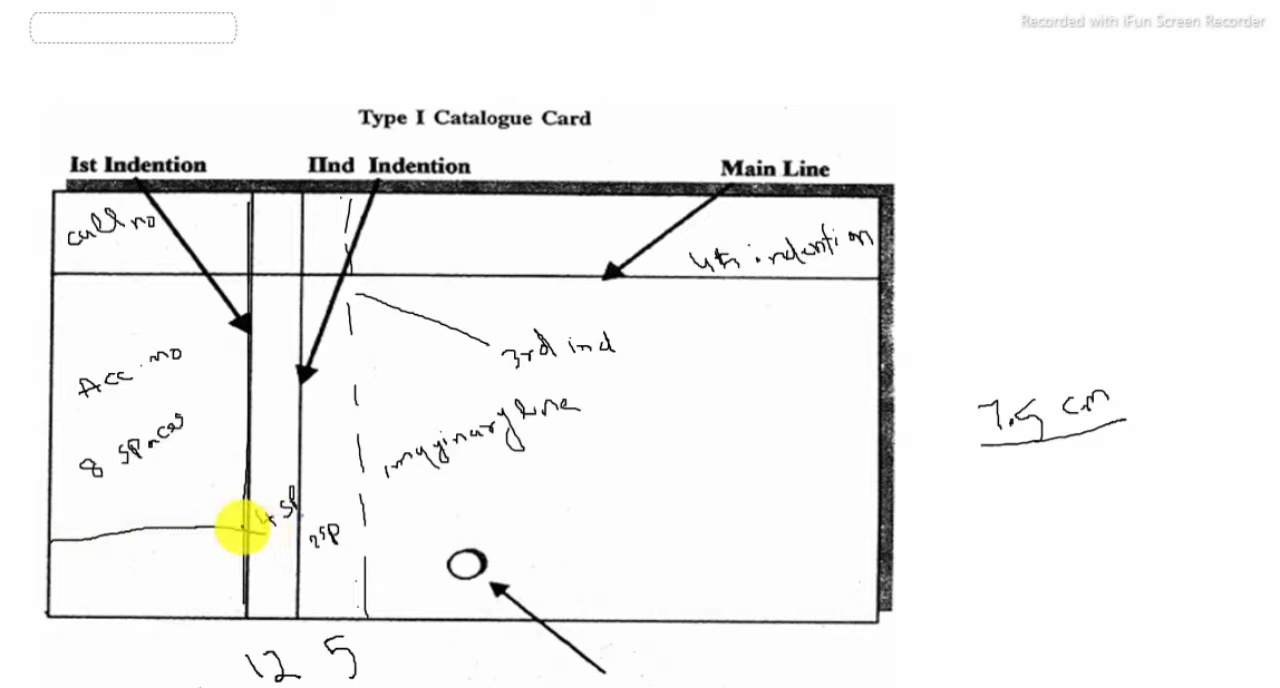 Recorded with iFun Screen Recorder
Type I Catalogue Card
Ist Indention
IInd Indention
Main Line
call no
4th indention
3rd ind
Acc. no
imaginary line
7.5 cm
8 spaces
4 sp
2 sp
12 5